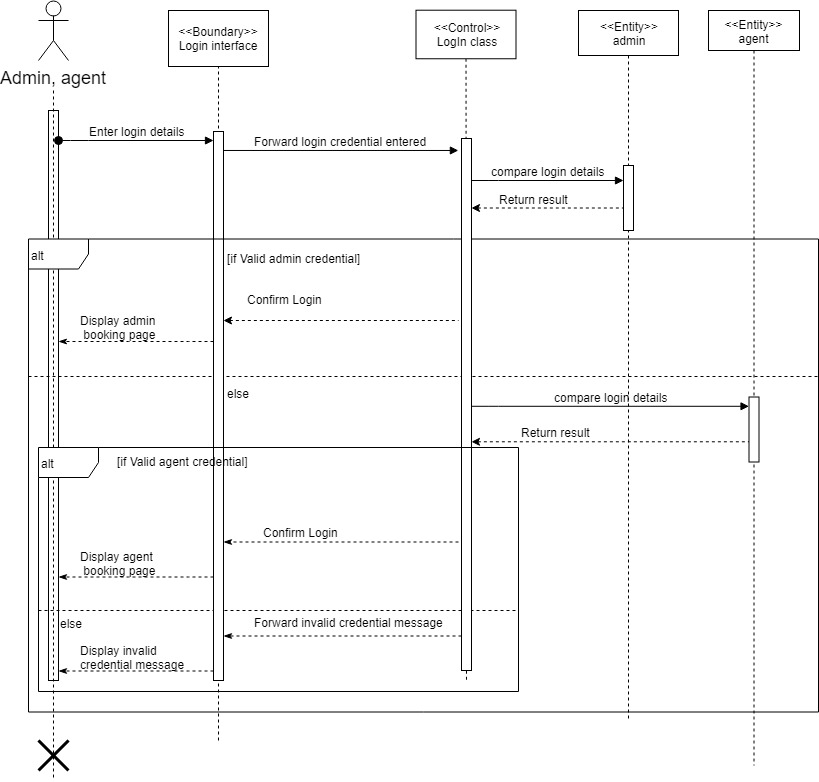 <<Boundary>>
Login interface
<<Control>>
LogIn class
<<Entity>>
admin
<<Entity>>
agent
Admin, agent
Enter login details
Forward login credential entered
compare login details
Return result
alt
[if Valid admin credential]
Confirm Login
Display admin
booking page
else
compare login details
Return result
alt
[if Valid agent credential]
Confirm Login
Display agent
booking page
else
Forward invalid credential message
Display invalid
credential message